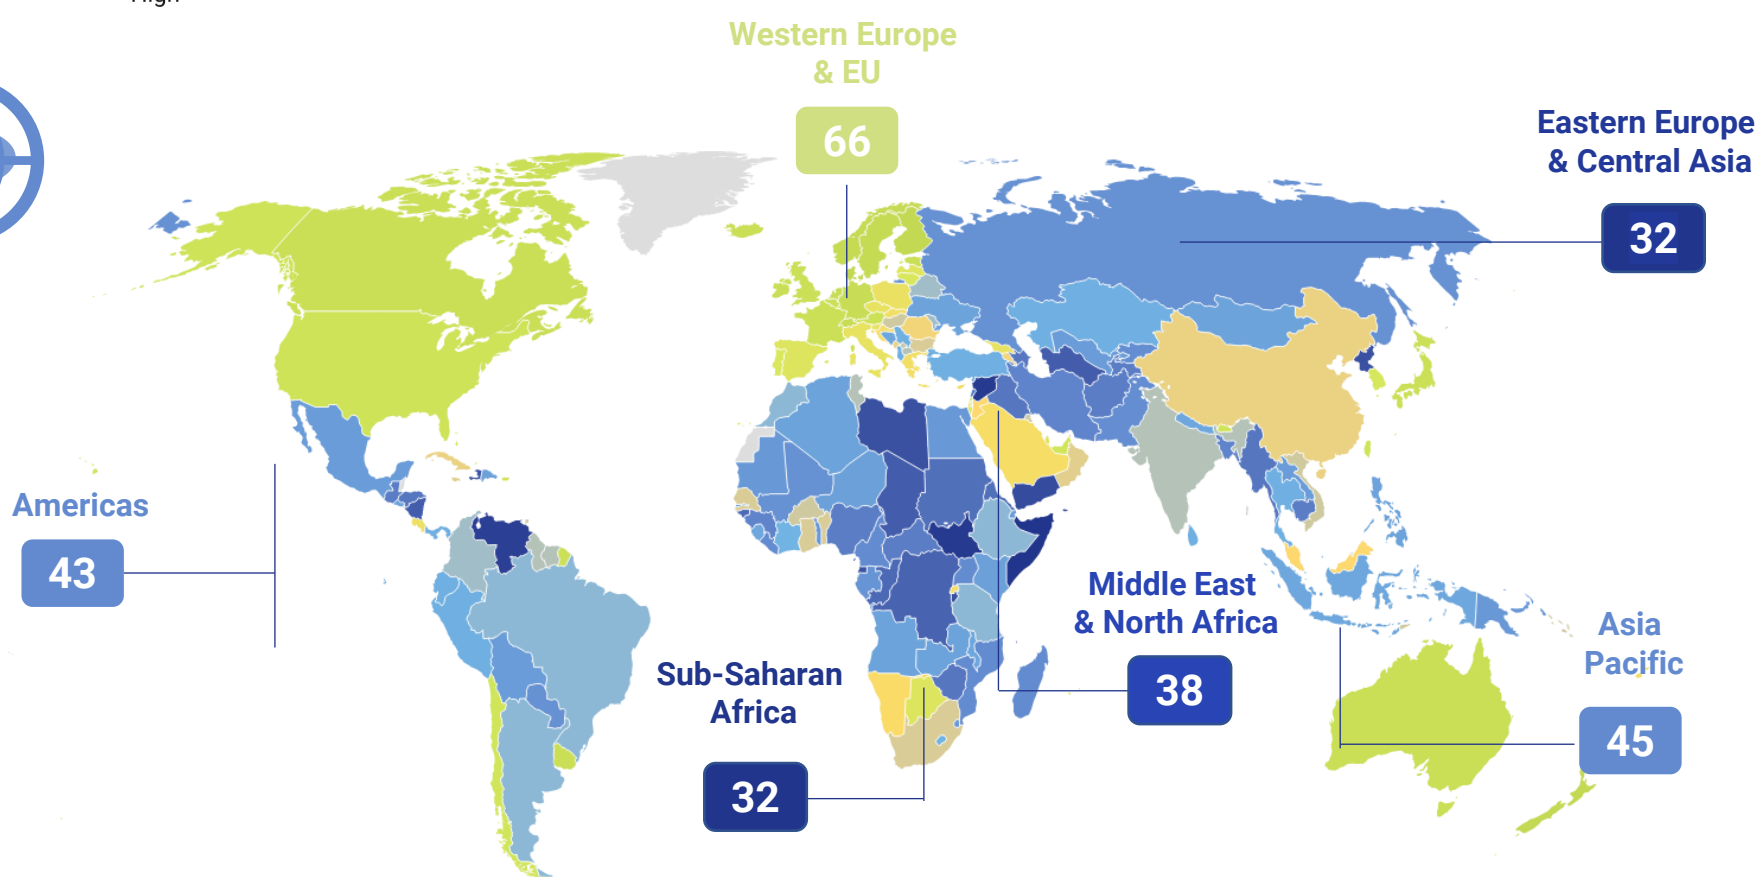 High
Western Europe
& EU
66
Eastern Europe
& Central Asia
32
Americas
43
Middle East
& North Africa
38
Sub-Saharan
Africa
32
Asia
Pacific
45